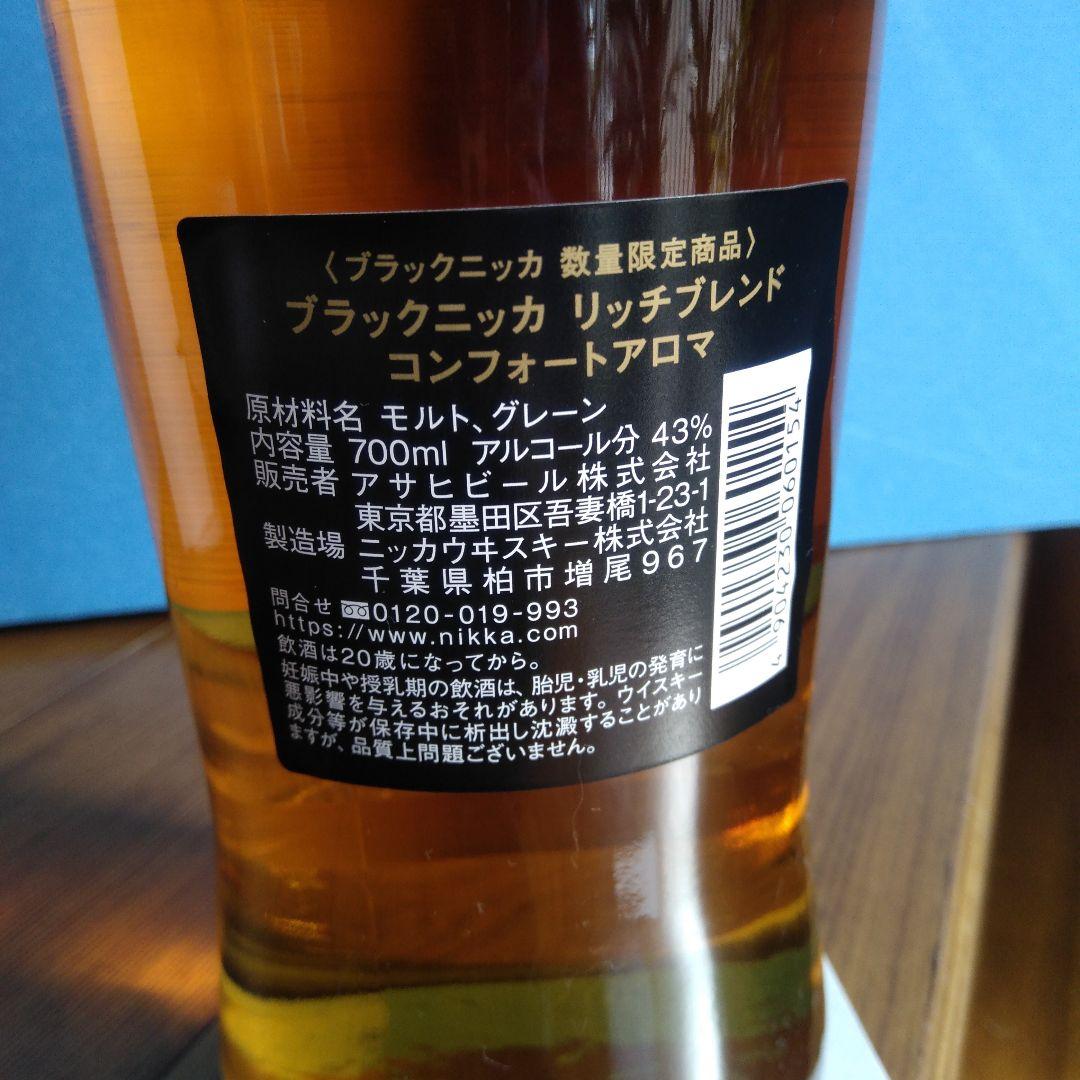 〈ブラックニッカ 数量限定商品〉
ブラックニッカ リッチブレンド
コンフォートアロマ
原材料名 モルト、グレーン
内容量 700ml アルコール分 43%
販売者 アサヒビール株式会社
東京都墨田区吾妻橋1-23-1
製造場 ニッカウヰスキー株式会社
千葉県柏市増尾967
問合せ 0120-019-993
https://www.nikka.com
飲酒は20歳になってから。
妊娠中や授乳期の飲酒は、胎児・乳児の発育に
悪影響を与えるおそれがあります。ウイスキー
成分等が保存中に析出し沈澱することがあり
ますが、品質上問題ございません。
4 904230 060154